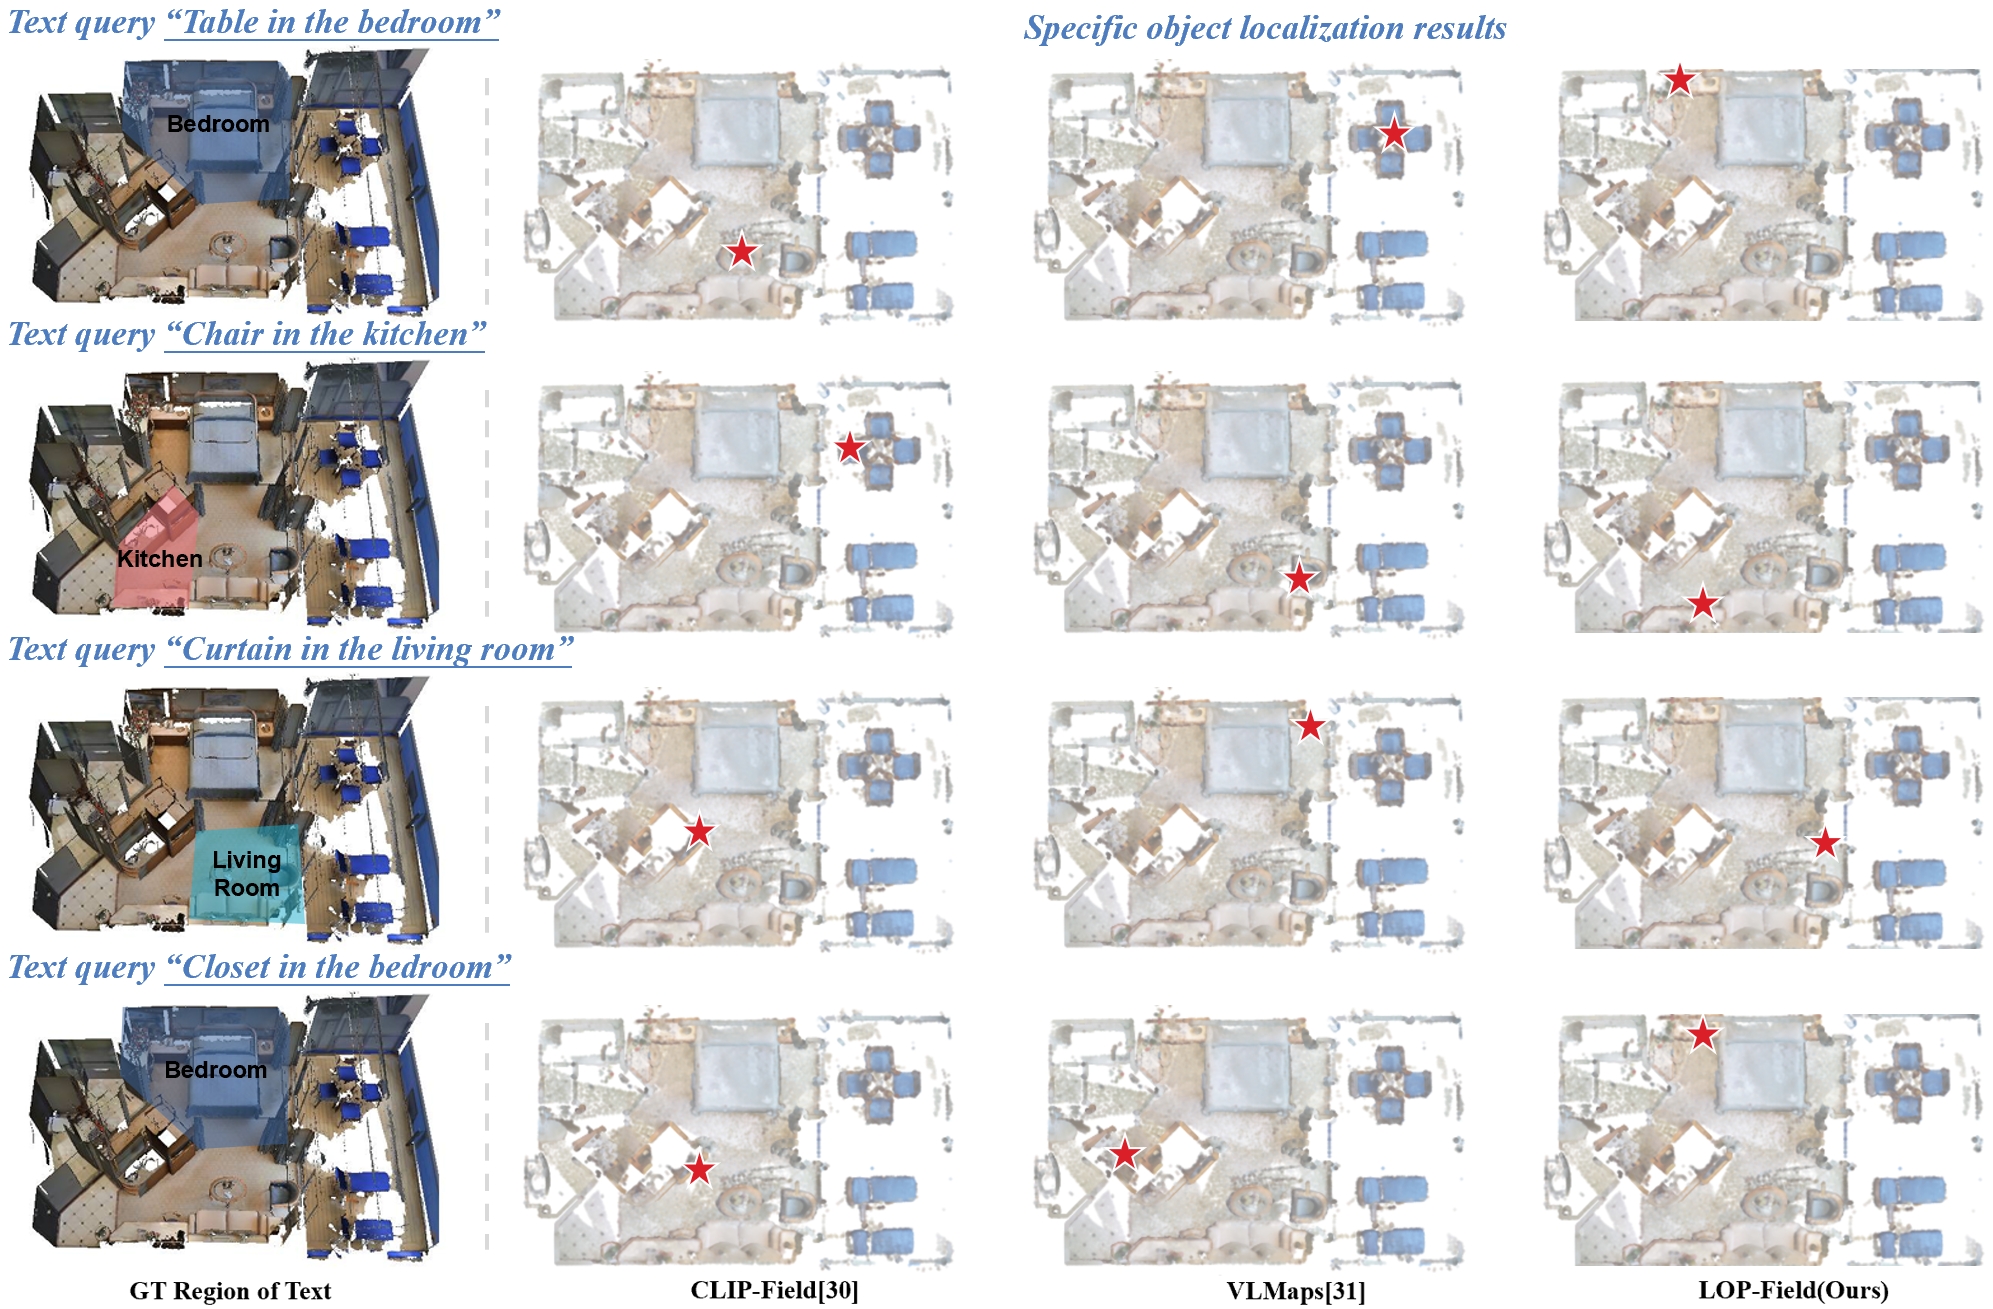 Text query “Table in the bedroom”
Specific object localization results
Bedroom
Text query “Chair in the kitchen”
Kitchen
Text query “Curtain in the living room”
Living
Room
Text query “Closet in the bedroom”
Bedroom
GT Region of Text
CLIP-Field[30]
VLMaps[31]
LOP-Field(Ours)